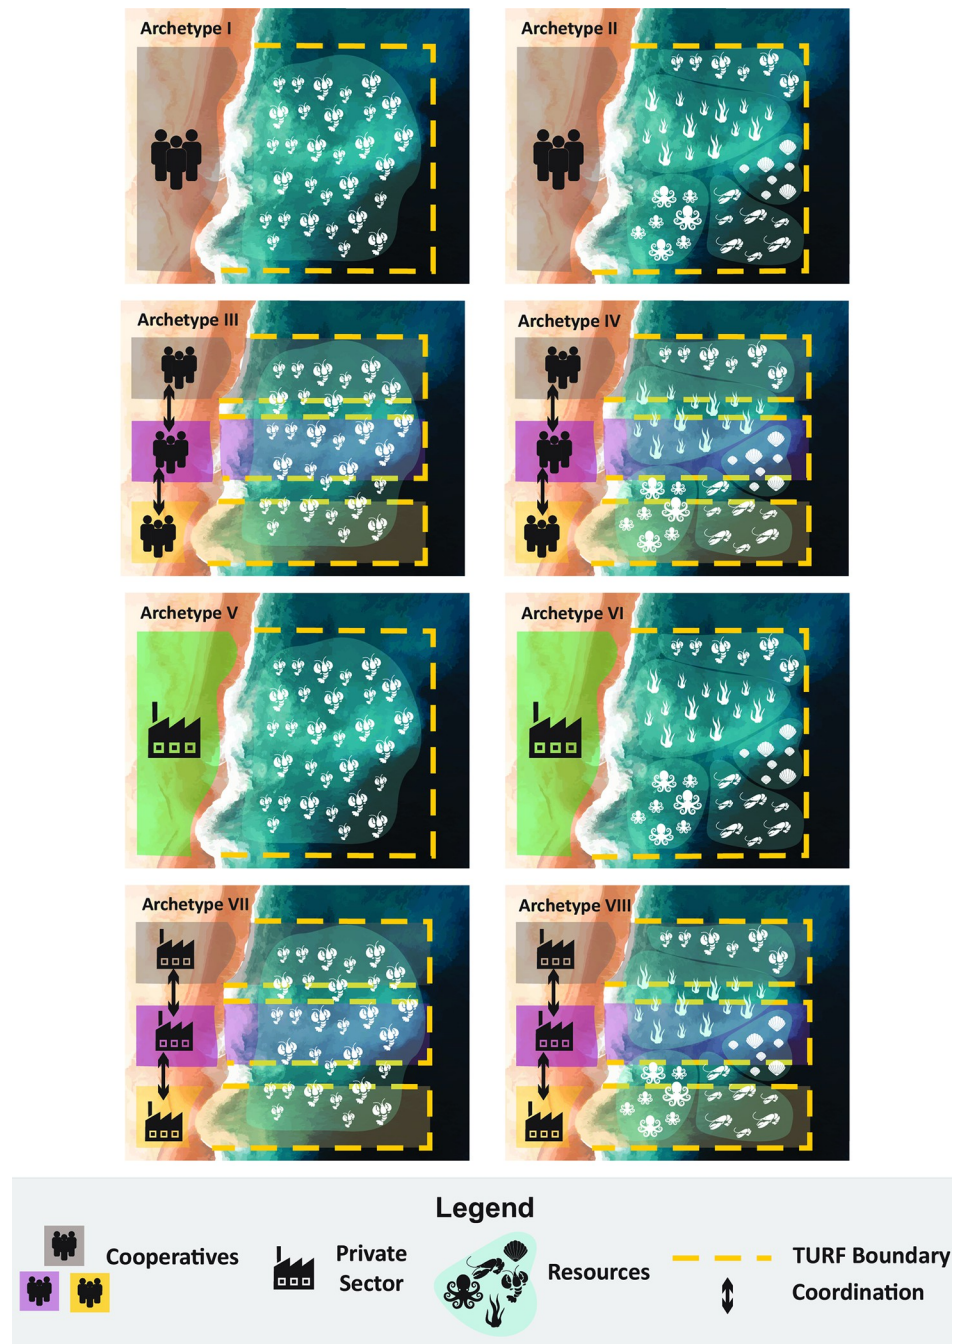 Archetype I
Archetype II
Archetype III
Archetype IV
Archetype V
Archetype VI
Archetype VII
Archetype VIII
Legend
Cooperatives
Private
Sector
Resources
TURF Boundary
Coordination